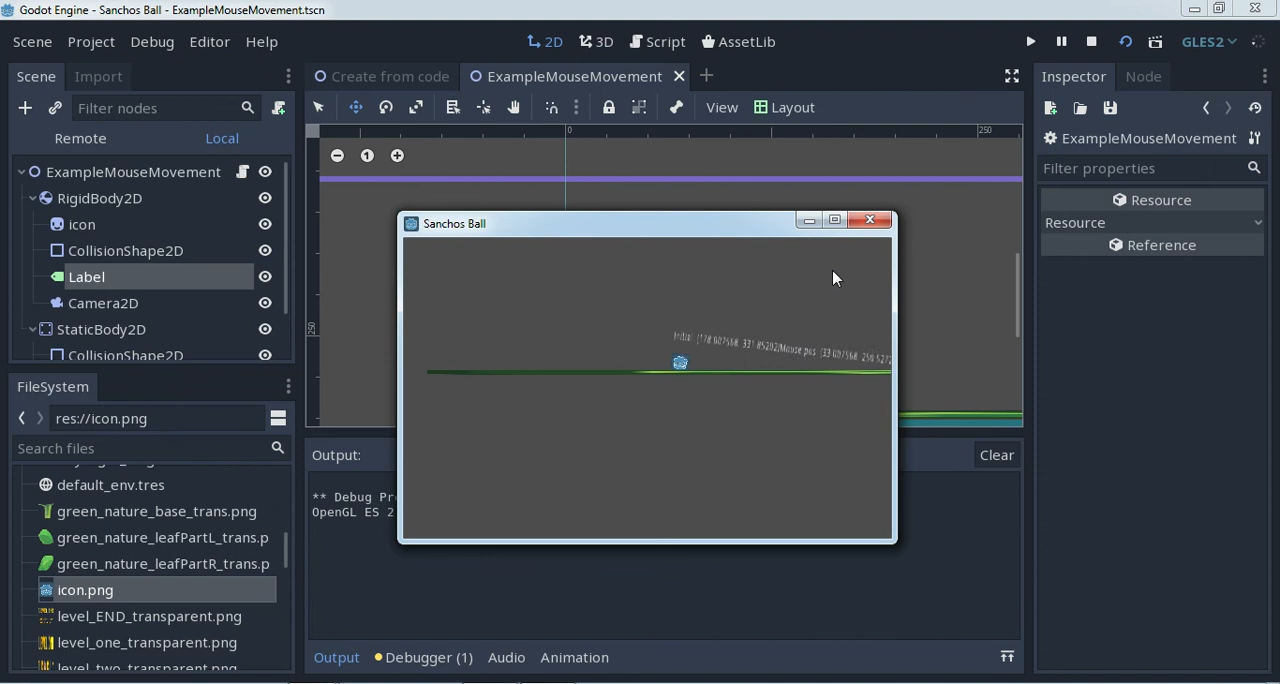 Godot Engine - Sanchos Ball - ExampleMouseMovement.tscn
Scene Project Debug Editor Help
2D 3D Script AssetLib
GLES2
Scene Import
Create from code ExampleMouseMovement
Inspector Node
Filter nodes
View Layout
Remote Local
0 250
ExampleMouseMovement
1
Filter properties
ExampleMouseMovement
RigidBody2D
Resource
icon
Resource
CollisionShape2D
Reference
Label
Camera2D
StaticBody2D
CollisionShape2D
250
Sanchos Ball
FileSystem
res://icon.png
Search files
default_env.tres
green_nature_base_trans.png
green_nature_leafPartL_trans.p
green_nature_leafPartR_trans.p
icon.png
level_END_transparent.png
level_one_transparent.png
level_two_transparent.png
Output: Clear
** Debug Pr
OpenGL ES 2
Output Debugger (1) Audio Animation